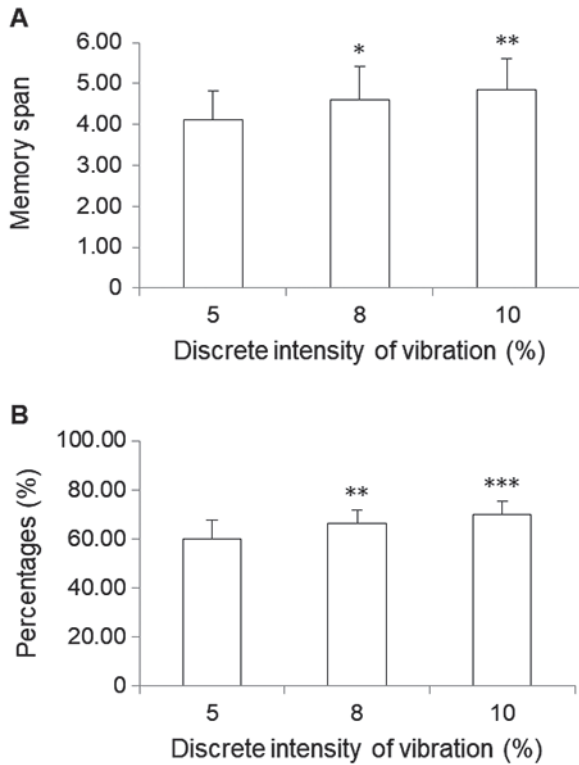 A
6.00
5.00
4.00
3.00
2.00
1.00
0
Memory span
* **
5 8 10
Discrete intensity of vibration (%)
B
100.00
80.00
60.00
40.00
20.00
0
Percentages (%)
** ***
5 8 10
Discrete intensity of vibration (%)